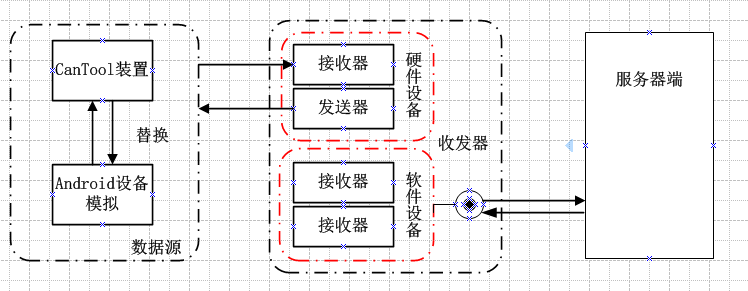 CanTool装置
替换
Android设备
模拟
数据源
接收器
发送器
硬件设备
收发器
接收器
接收器
软件设备
服务器端